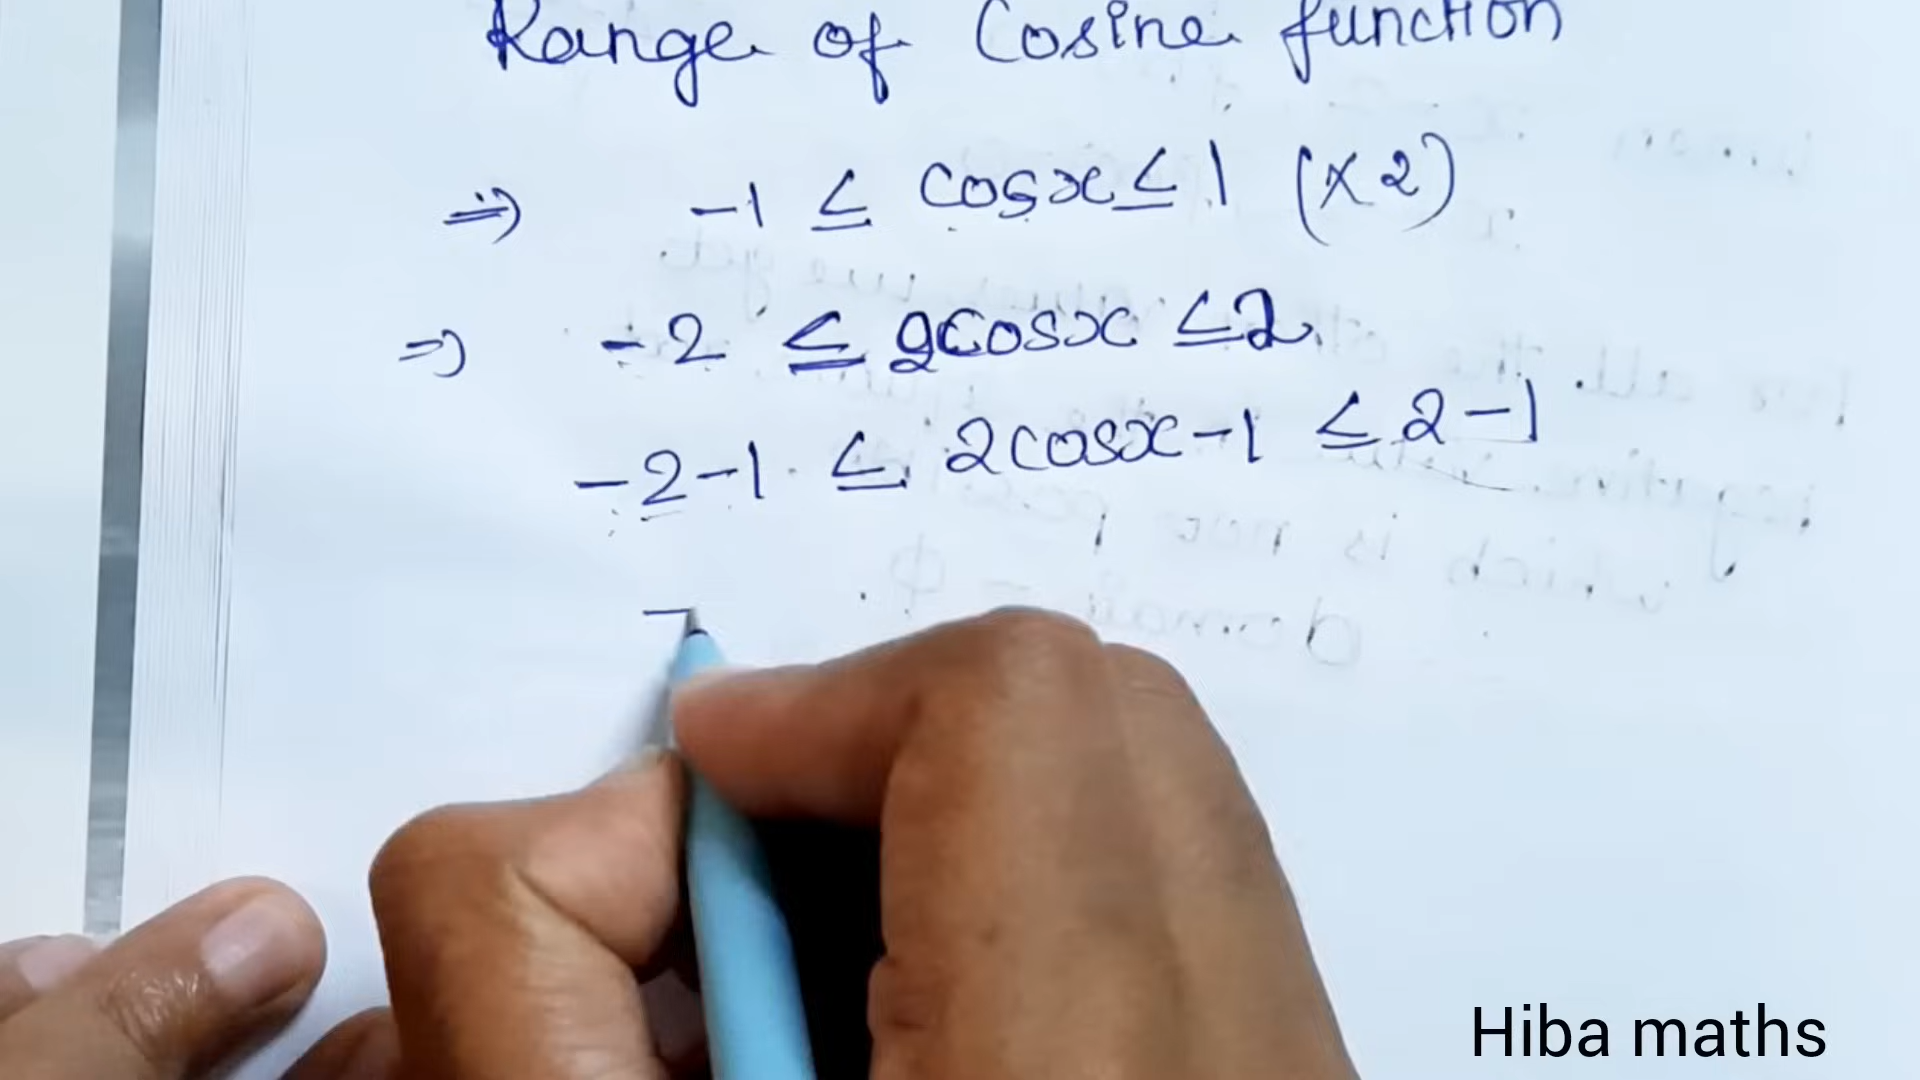 Range of Cosine function
⇒ -1 ≤ cosx ≤ 1 (×2)
⇒ -2 ≤ 2cosx ≤ 2
-2-1 ≤ 2cosx-1 ≤ 2-1
-
Hiba maths